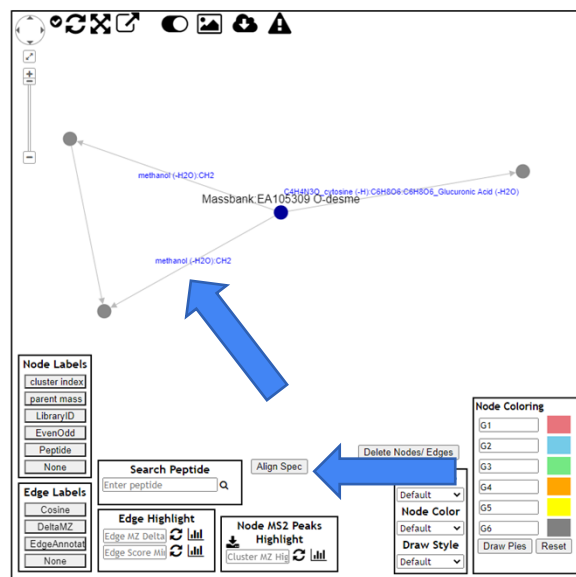 methanol (-H2O):CH2
C4H4N3O_cytosine (-H):C6H8O6:C6H8O6_Glucuronic Acid (-H2O)
Massbank:EA105309 O-desme
methanol (-H2O):CH2
Node Labels
cluster index
parent mass
LibraryID
EvenOdd
Peptide
None
Edge Labels
Cosine
DeltaMZ
EdgeAnnotat
None
Search Peptide
Enter peptide
Align Spec
Edge Highlight
Edge MZ Delta
Edge Score Mi
Node MS2 Peaks
Highlight
Cluster MZ Hig
Delete Nodes/ Edges
Default
Node Color
Default
Draw Style
Default
Node Coloring
G1
G2
G3
G4
G5
G6
Draw Pies
Reset